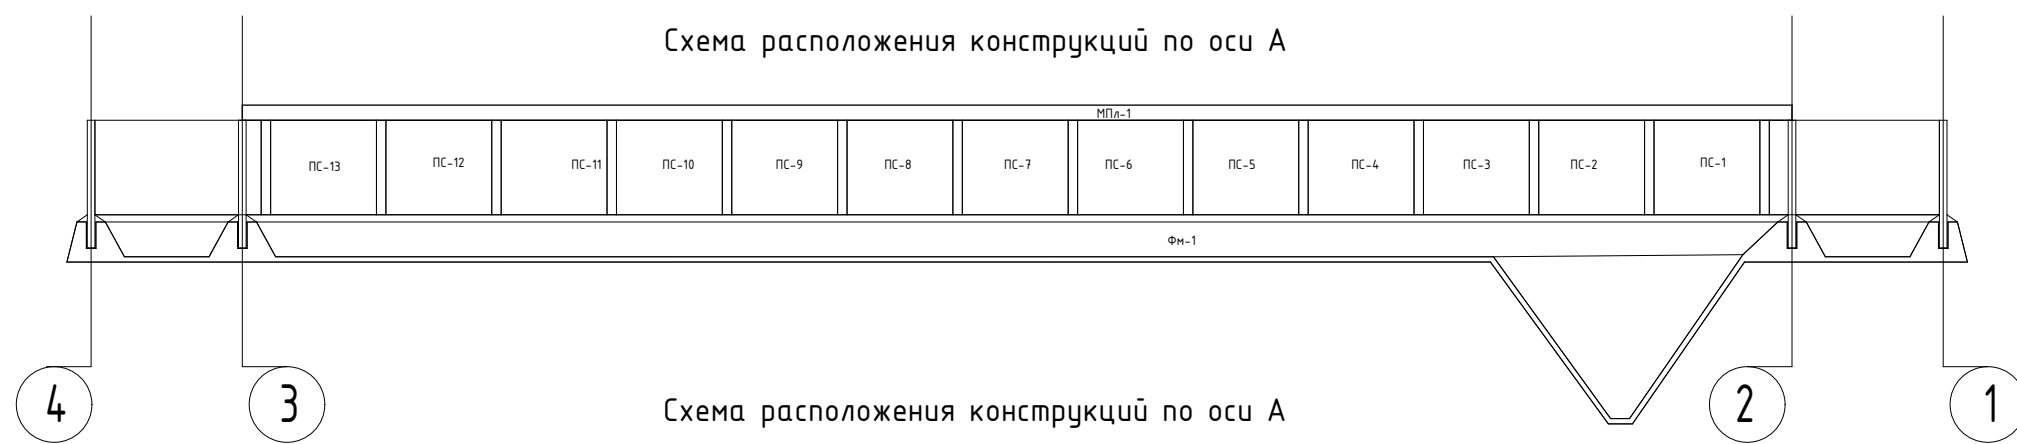 Схема расположения конструкций по оси А
МПл-1
ПС-13 ПС-12 ПС-11 ПС-10 ПС-9 ПС-8 ПС-7 ПС-6 ПС-5 ПС-4 ПС-3 ПС-2 ПС-1
Фм-1
4 3 2 1
Схема расположения конструкций по оси А